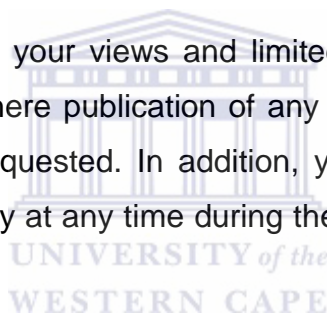 your views and limited
here publication of any
quested. In addition, y
y at any time during the
UNIVERSITY of the
WESTERN CAPE